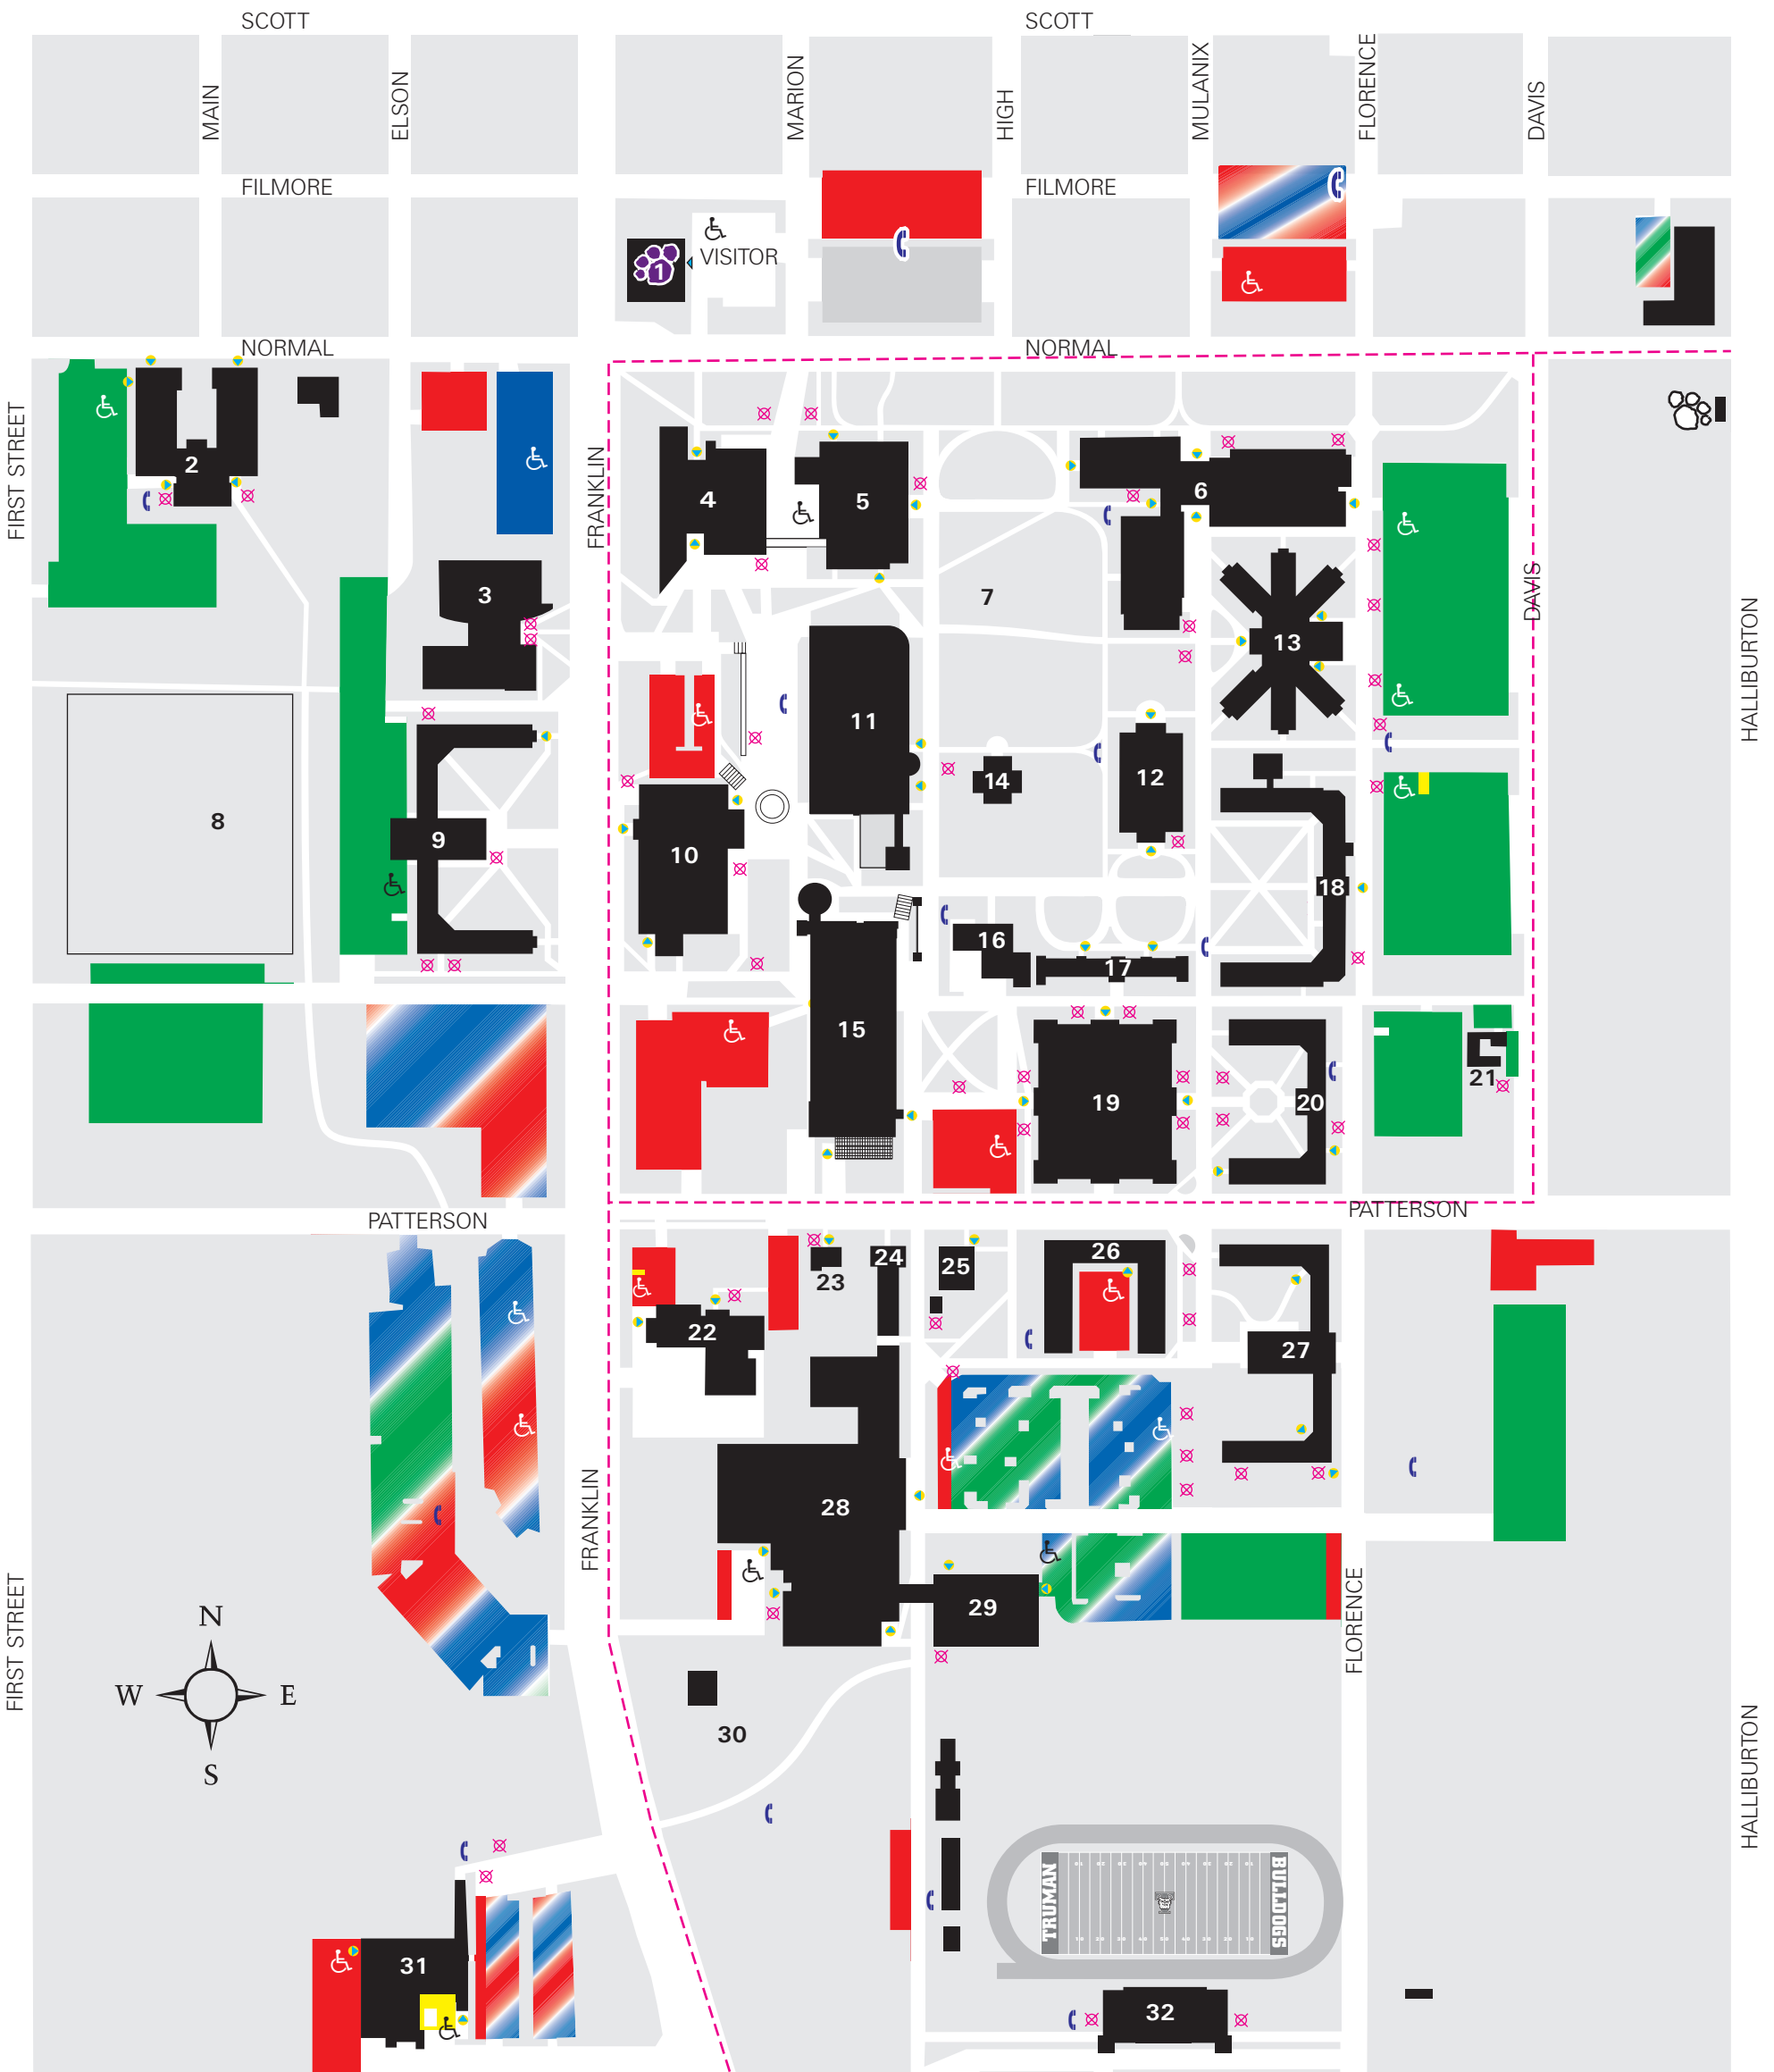 SCOTT
SCOTT
MAIN
ELSON
MARION
HIGH
MULANIX
FLORENCE
DAVIS
FILMORE
FILMORE
VISITOR
1
NORMAL
NORMAL
FIRST STREET
FRANKLIN
2
3
4
5
6
7
DAVIS
HALLIBURTON
13
11
14
12
8
9
10
18
16
17
15
19
20
21
PATTERSON
PATTERSON
22
23
24
25
26
27
28
29
FRANKLIN
FLORENCE
FIRST STREET
N
W
E
S
30
HALLIBURTON
TRUMAN
BULLDOGS
31
32